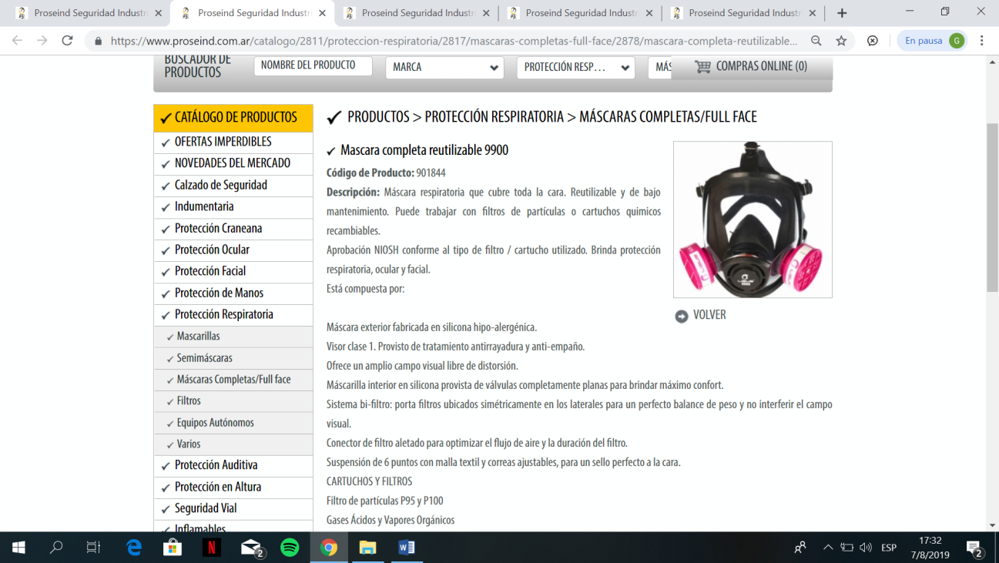 Proseind Seguridad Industri
Proseind Seguridad Industri
Proseind Seguridad Industri
Proseind Seguridad Industri
Proseind Seguridad Industri
https://www.proseind.com.ar/catalogo/2811/proteccion-respiratoria/2817/mascaras-completas-full-face/2878/mascara-completa-reutilizable...
En pausa
G
BUSCADOR DE
PRODUCTOS
NOMBRE DEL PRODUCTO
MARCA
PROTECCIÓN RESP...
MÁS
COMPRAS ONLINE (0)
CATÁLOGO DE PRODUCTOS
OFERTAS IMPERDIBLES
NOVEDADES DEL MERCADO
Calzado de Seguridad
Indumentaria
Protección Craneana
Protección Ocular
Protección Facial
Protección de Manos
Protección Respiratoria
Mascarillas
Semimáscaras
Máscaras Completas/Full face
Filtros
Equipos Autónomos
Varios
Protección Auditiva
Protección en Altura
Seguridad Vial
Inflamables
PRODUCTOS > PROTECCIÓN RESPIRATORIA > MÁSCARAS COMPLETAS/FULL FACE
Mascara completa reutilizable 9900
Código de Producto: 901844
Descripción: Máscara respiratoria que cubre toda la cara. Reutilizable y de bajo
mantenimiento. Puede trabajar con filtros de partículas o cartuchos quimicos
recambiables.
Aprobación NIOSH conforme al tipo de filtro / cartucho utilizado. Brinda protección
respiratoria, ocular y facial.
Está compuesta por:
Máscara exterior fabricada en silicona hipo-alergénica.
Visor clase 1. Provisto de tratamiento antirrayadura y anti-empaño.
Ofrece un amplio campo visual libre de distorsión.
Máscarilla interior en silicona provista de válvulas completamente planas para brindar máximo confort.
Sistema bi-filtro: porta filtros ubicados simétricamente en los laterales para un perfecto balance de peso y no interferir el campo
visual.
Conector de filtro aletado para optimizar el flujo de aire y la duración del filtro.
Suspensión de 6 puntos con malla textil y correas ajustables, para un sello perfecto a la cara.
CARTUCHOS Y FILTROS
Filtro de partículas P95 y P100
Gases Ácidos y Vapores Orgánicos
VOLVER
N
2
W
ESP
17:32
7/8/2019
2